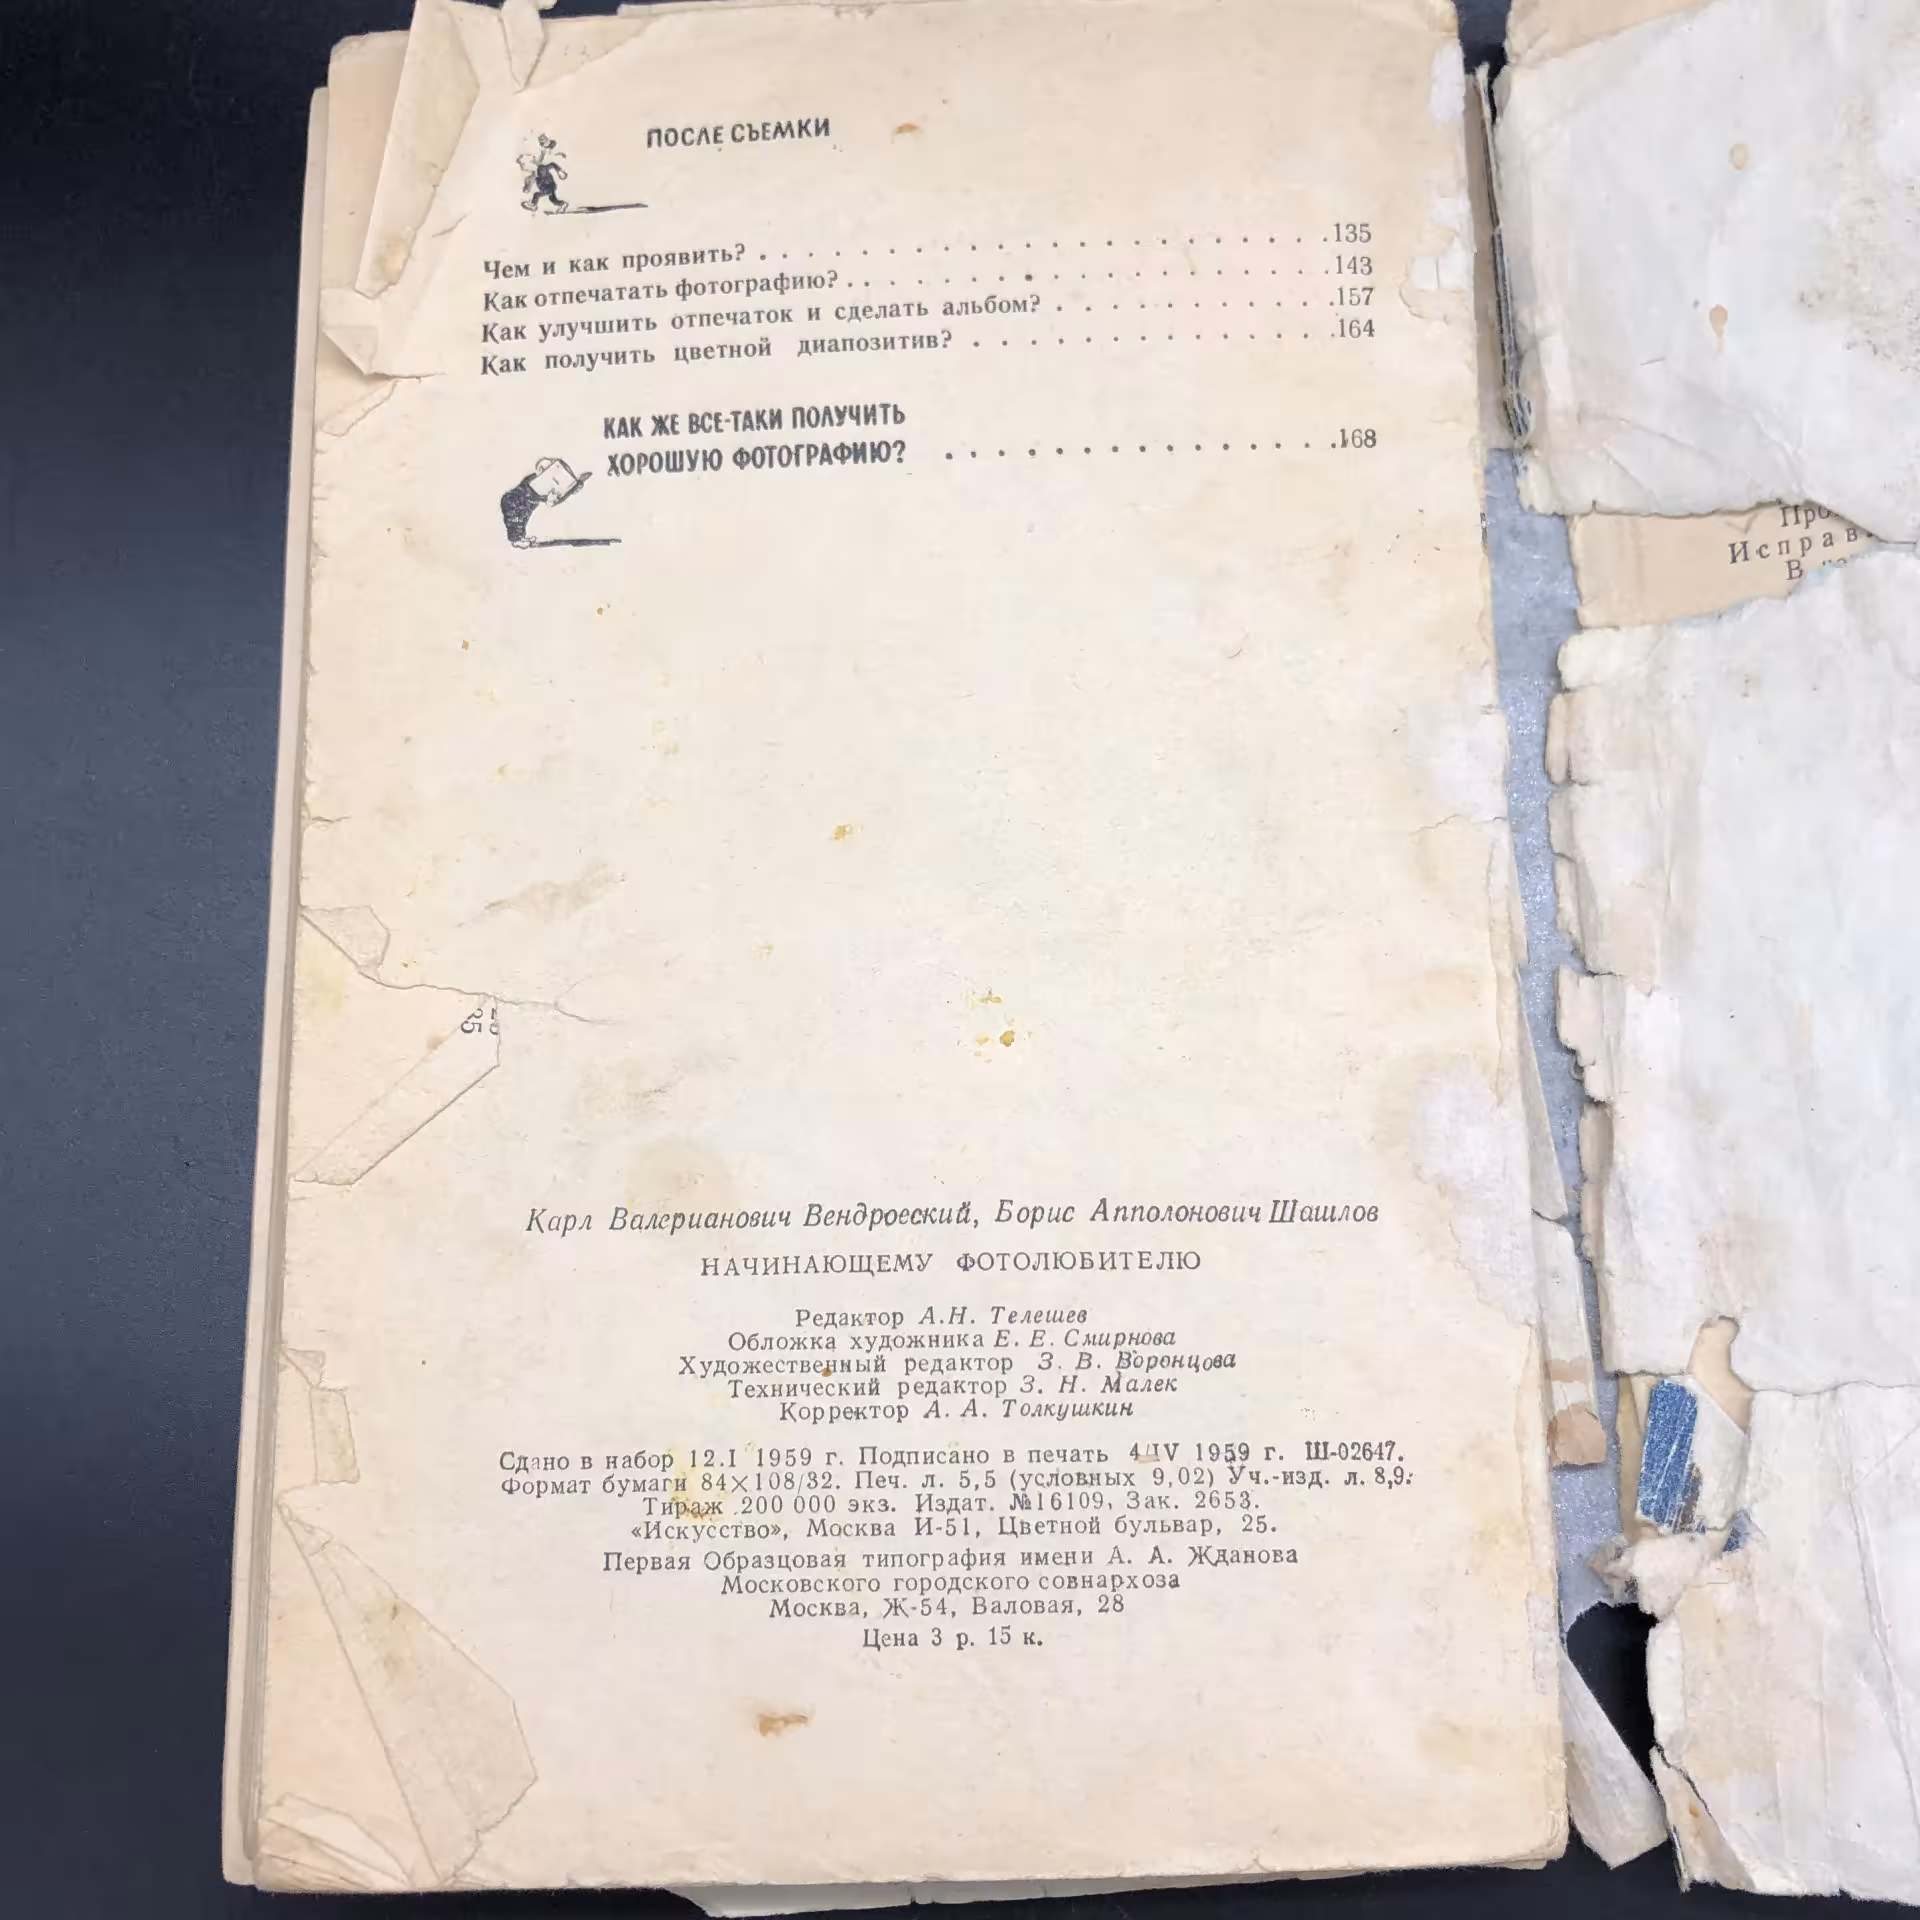 ПОСЛЕ СЪЕМКИ
Чем и как проявить? . . . . . . . . . . . . . . . . . . . . . .135
Как отпечатать фотографию? . . . . . . . . . . . . . . . . . . .143
Как улучшить отпечаток и сделать альбом? . . . . . . . . . . .157
Как получить цветной диапозитив? . . . . . . . . . . . . . .164
КАК ЖЕ ВСЕ-ТАКИ ПОЛУЧИТЬ
ХОРОШУЮ ФОТОГРАФИЮ? . . . . . . . . . . . . . . .168
Карл Валерианович Вендровский, Борис Апполонович Шашлов
НАЧИНАЮЩЕМУ ФОТОЛЮБИТЕЛЮ
Редактор А.Н. Телешев
Обложка художника Е. Е. Смирнова
Художественный редактор З. В. Воронцова
Технический редактор З. Н. Малек
Корректор А. А. Толкушкин
Сдано в набор 12.I 1959 г. Подписано в печать 4/IV 1959 г. Ш-02647.
Формат бумаги 84×108/32. Печ. л. 5,5 (условных 9,02) Уч.-изд. л. 8,9.
Тираж 200 000 экз. Издат. №16109, Зак. 2653.
«Искусство», Москва И-51, Цветной бульвар, 25.
Первая Образцовая типография имени А. А. Жданова
Московского городского совнархоза
Москва, Ж-54, Валовая, 28
Цена 3 р. 15 к.